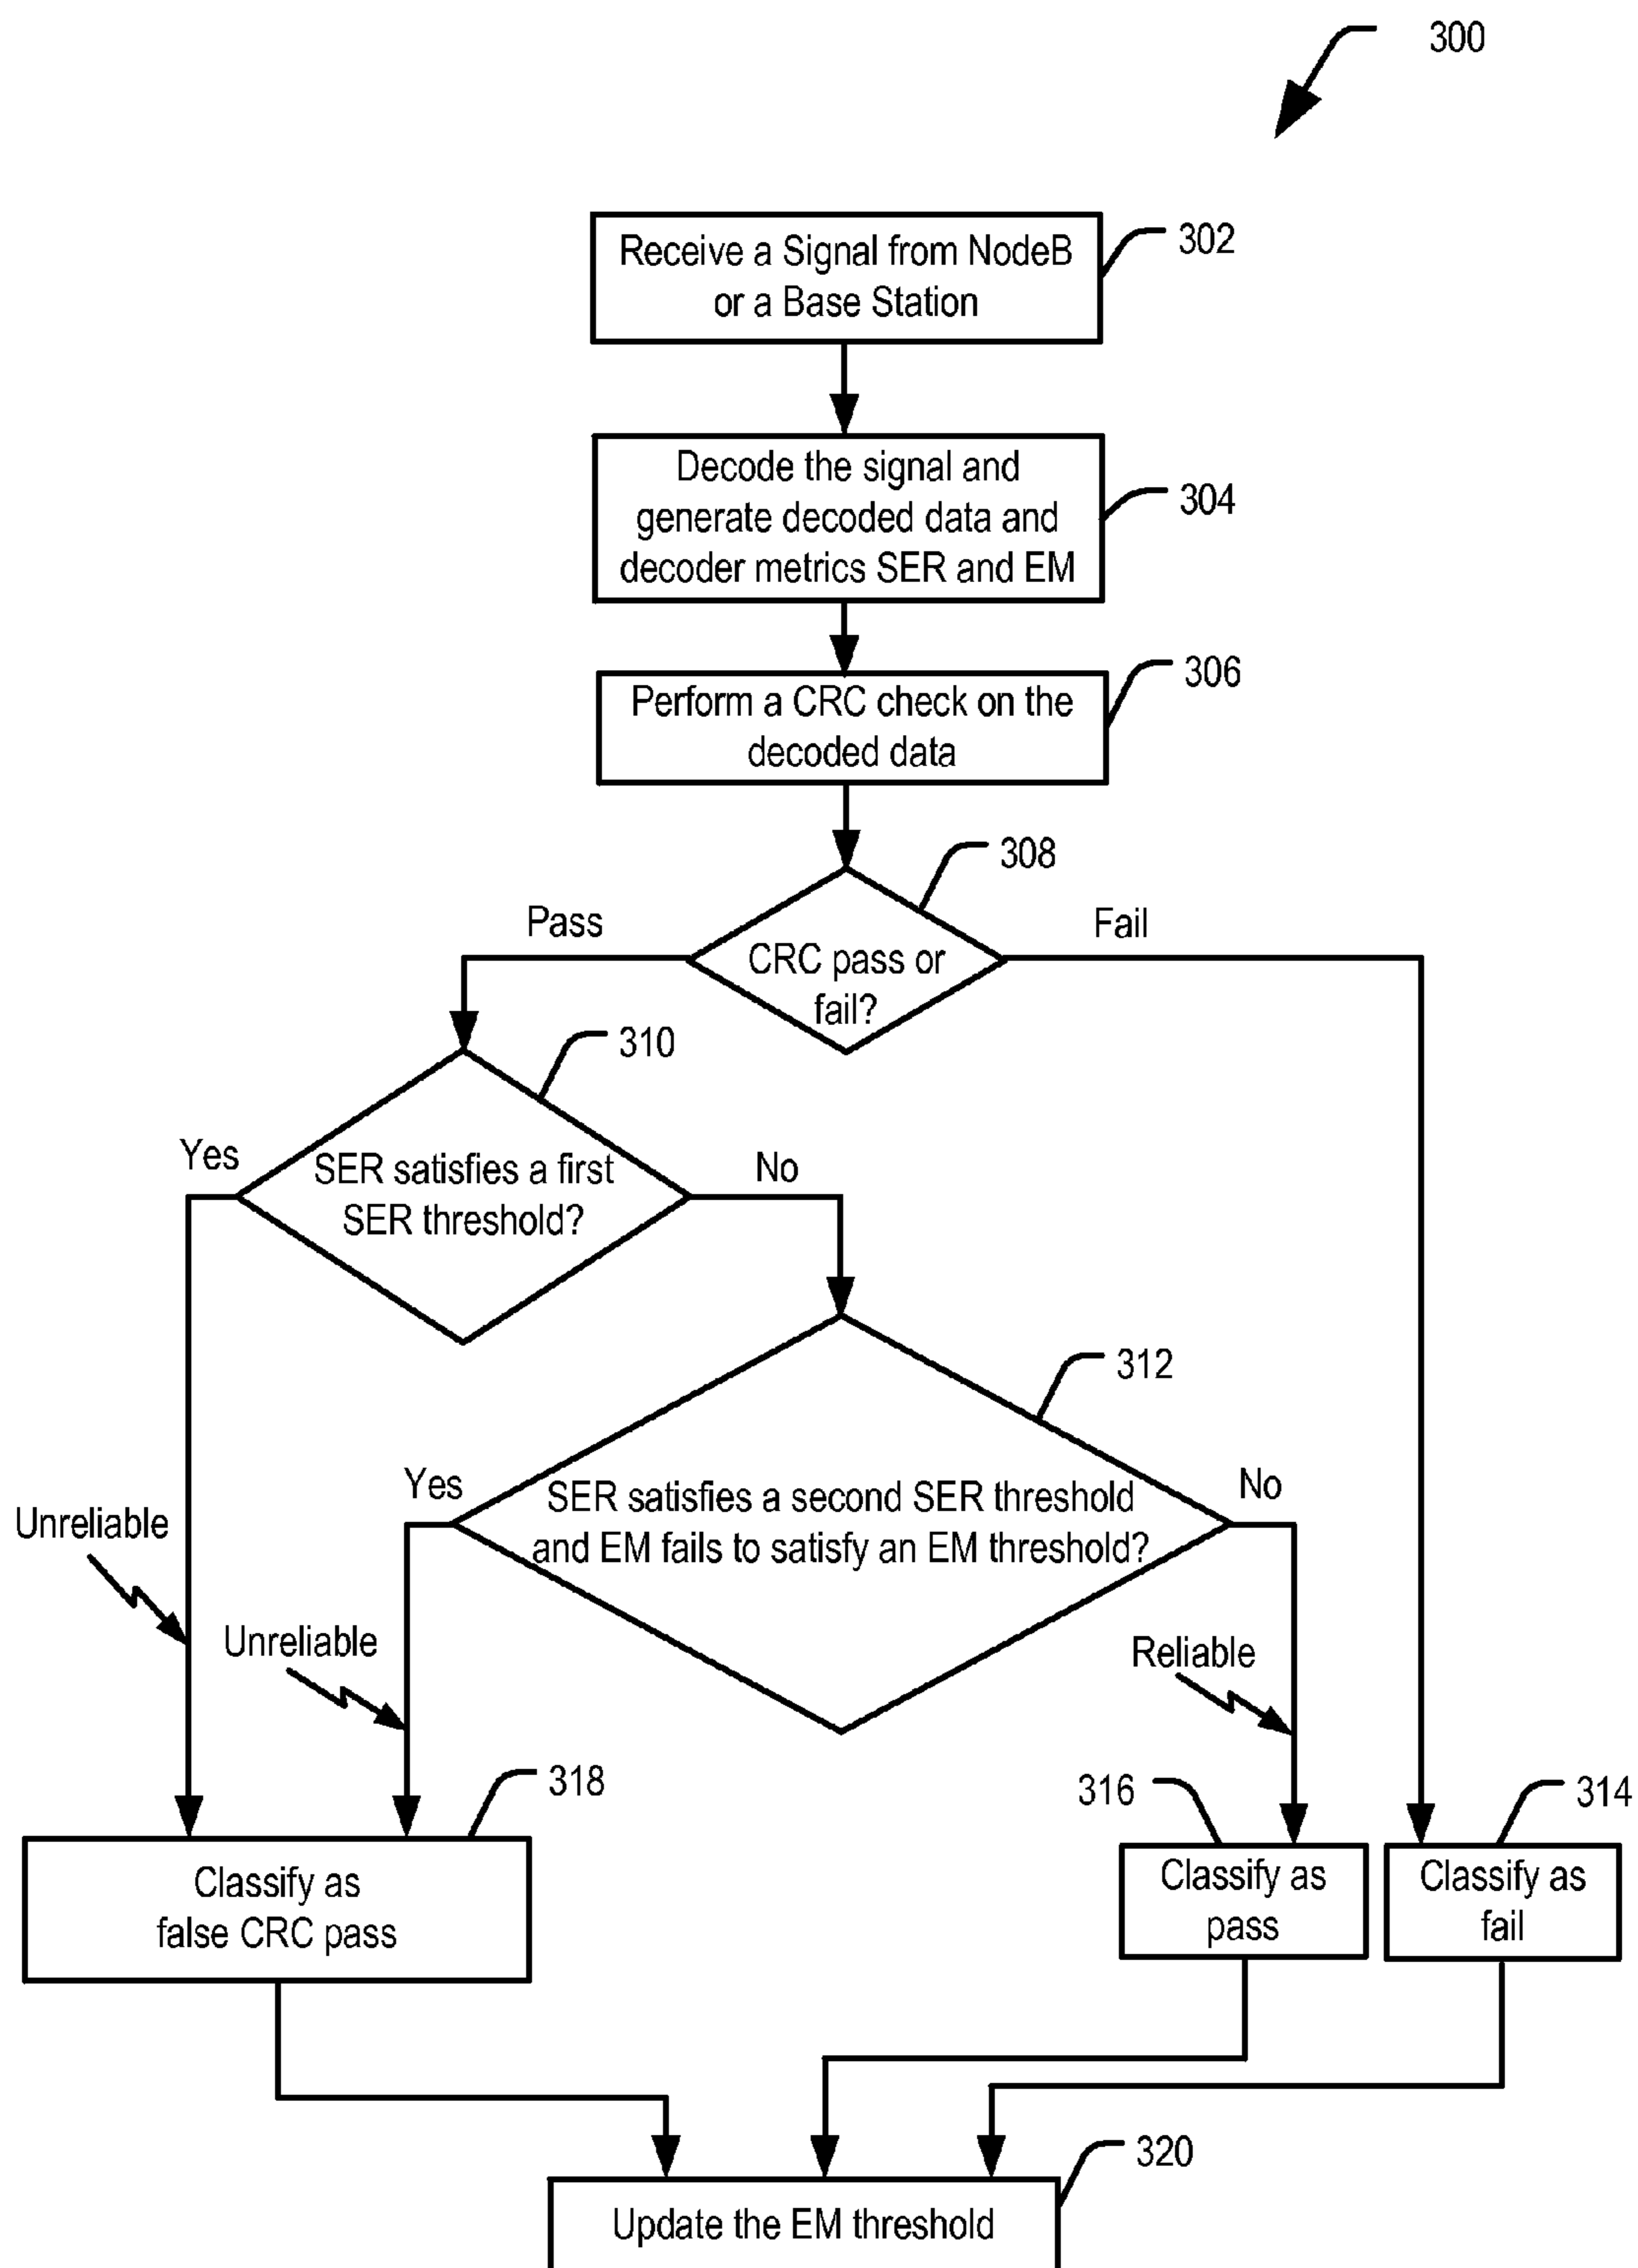 300
Receive a Signal from NodeB
or a Base Station
302
Decode the signal and
generate decoded data and
decoder metrics SER and EM
304
Perform a CRC check on the
decoded data
306
308
Pass
Fail
CRC pass or
fail?
310
Yes
SER satisfies a first
SER threshold?
No
312
Yes
SER satisfies a second SER threshold
and EM fails to satisfy an EM threshold?
No
Unreliable
Unreliable
Reliable
318
316
314
Classify as
false CRC pass
Classify as
pass
Classify as
fail
320
Update the EM threshold